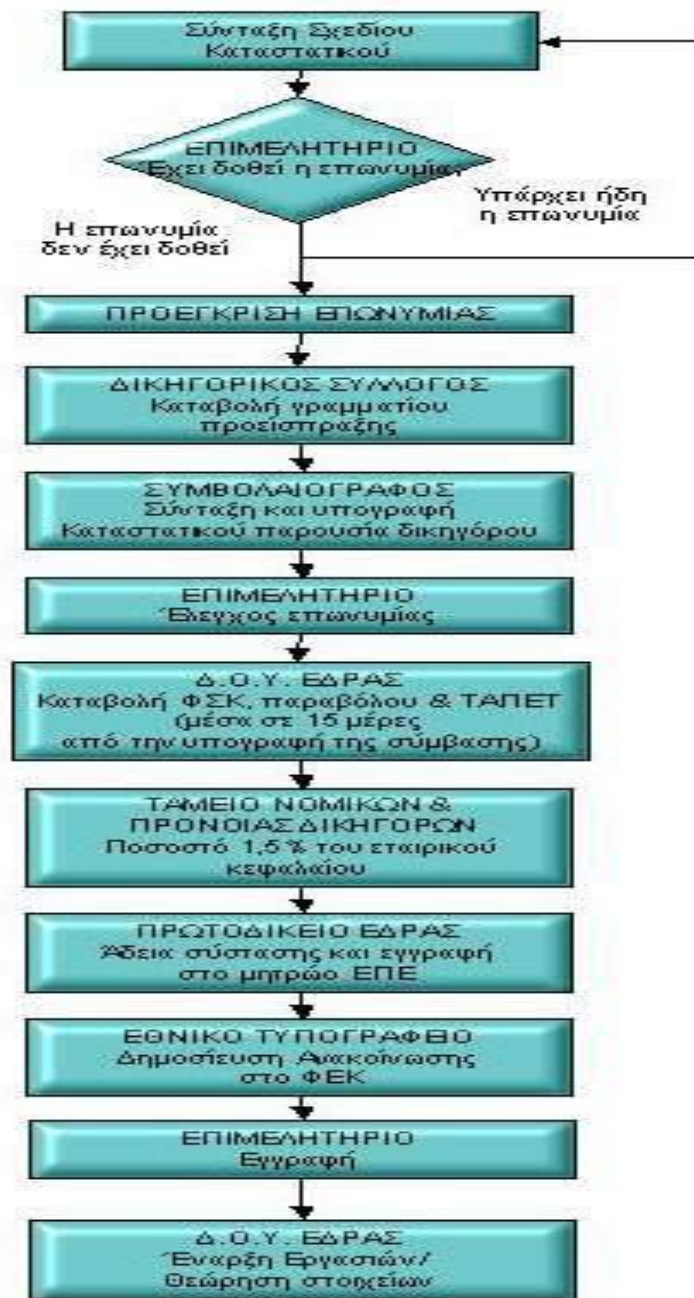 Σύνταξη Σχεδίου
Καταστατικού
ΕΠΙΜΕΛΗΤΗΡΙΟ
Έχει δοθεί η επωνυμία;
Υπάρχει ήδη
η επωνυμία
Η επωνυμία
δεν έχει δοθεί
ΠΡΟΕΓΚΡΙΣΗ ΕΠΩΝΥΜΙΑΣ
ΔΙΚΗΓΟΡΙΚΟΣ ΣΥΛΛΟΓΟΣ
Καταβολή γραμματίου
προείσπραξης
ΣΥΜΒΟΛΑΙΟΓΡΑΦΟΣ
Σύνταξη και υπογραφή
Καταστατικού παρουσία δικηγόρου
ΕΠΙΜΕΛΗΤΗΡΙΟ
Έλεγχος επωνυμίας
Δ.Ο.Υ. ΕΔΡΑΣ
Καταβολή ΦΣΚ, παραβόλου & ΤΑΠΕΤ
(μέσα σε 15 μέρες
από την υπογραφή της σύμβασης)
ΤΑΜΕΙΟ ΝΟΜΙΚΩΝ &
ΠΡΟΝΟΙΑΣ ΔΙΚΗΓΟΡΩΝ
Ποσοστό 1,5% του εταιρικού
κεφαλαίου
ΠΡΩΤΟΔΙΚΕΙΟ ΕΔΡΑΣ
Άδεια σύστασης και εγγραφή
στο μητρώο ΕΠΕ
ΕΘΝΙΚΟ ΤΥΠΟΓΡΑΦΕΙΟ
Δημοσίευση Ανακοίνωσης
στο ΦΕΚ
ΕΠΙΜΕΛΗΤΗΡΙΟ
Εγγραφή
Δ.Ο.Υ. ΕΔΡΑΣ
Έναρξη Εργασιών/
Θεώρηση στοιχείων